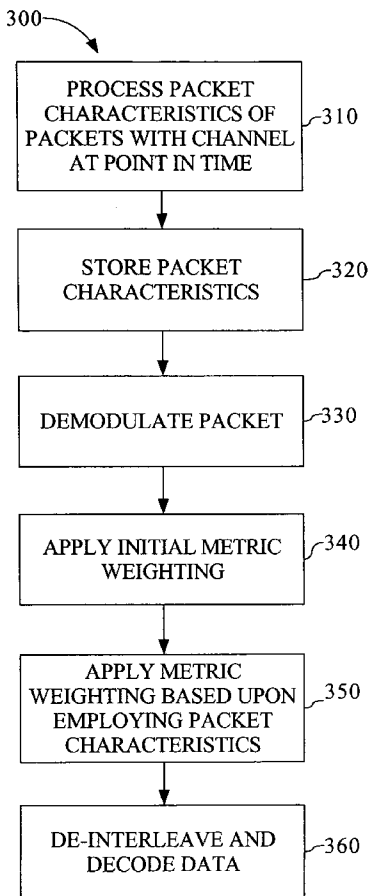 300
PROCESS PACKET
CHARACTERISTICS OF
PACKETS WITH CHANNEL
AT POINT IN TIME
310
STORE PACKET
CHARACTERISTICS
320
DEMODULATE PACKET
330
APPLY INITIAL METRIC
WEIGHTING
340
APPLY METRIC
WEIGHTING BASED UPON
EMPLOYING PACKET
CHARACTERISTICS
350
DE-INTERLEAVE AND
DECODE DATA
360